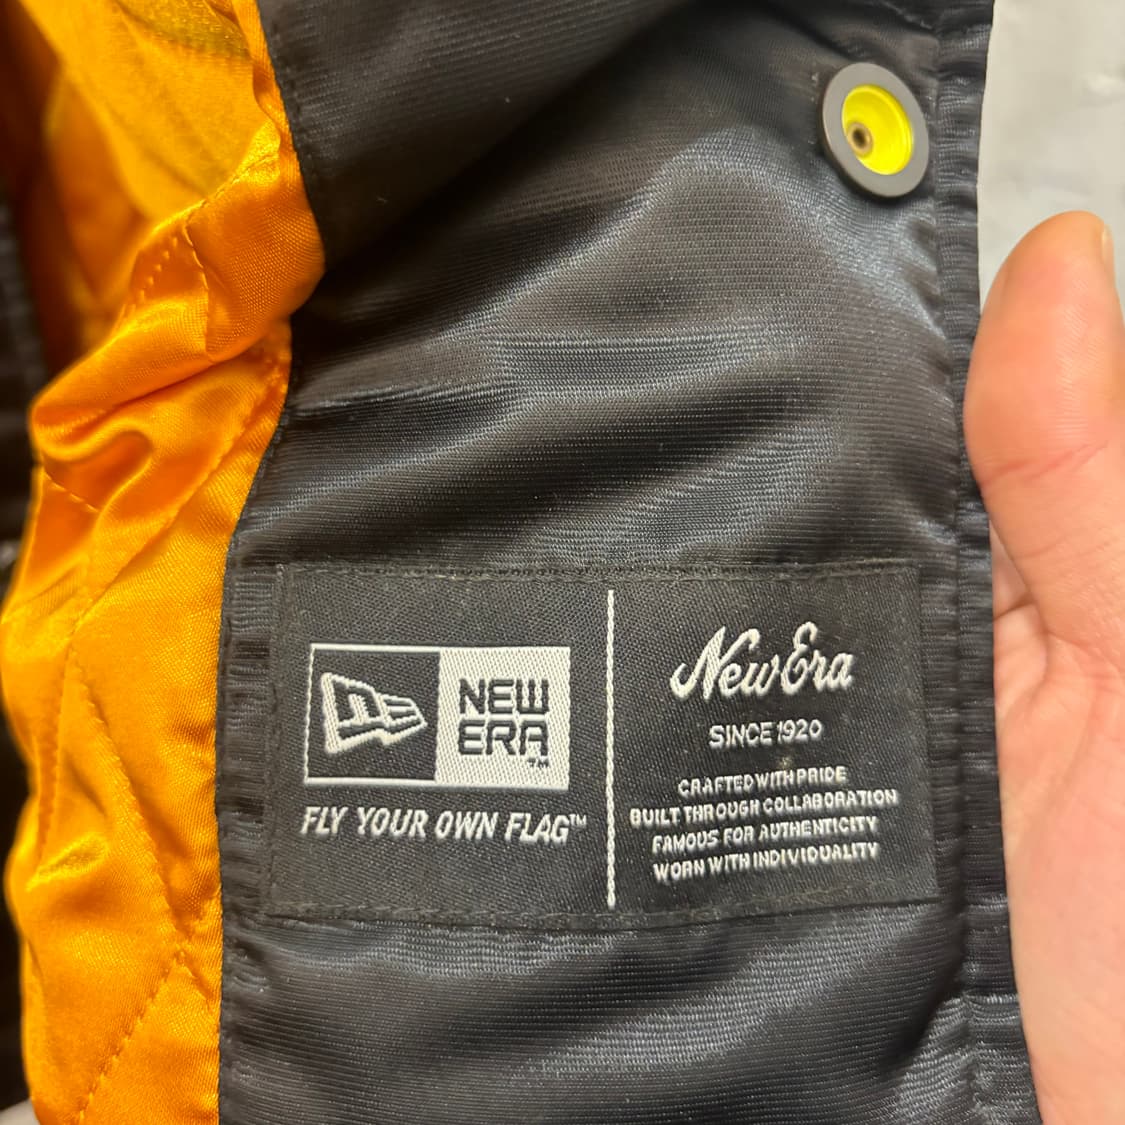 NEW
ERA™
FLY YOUR OWN FLAG™
New Era
SINCE 1920
CRAFTED WITH PRIDE
BUILT THROUGH COLLABORATION
FAMOUS FOR AUTHENTICITY
WORN WITH INDIVIDUALITY